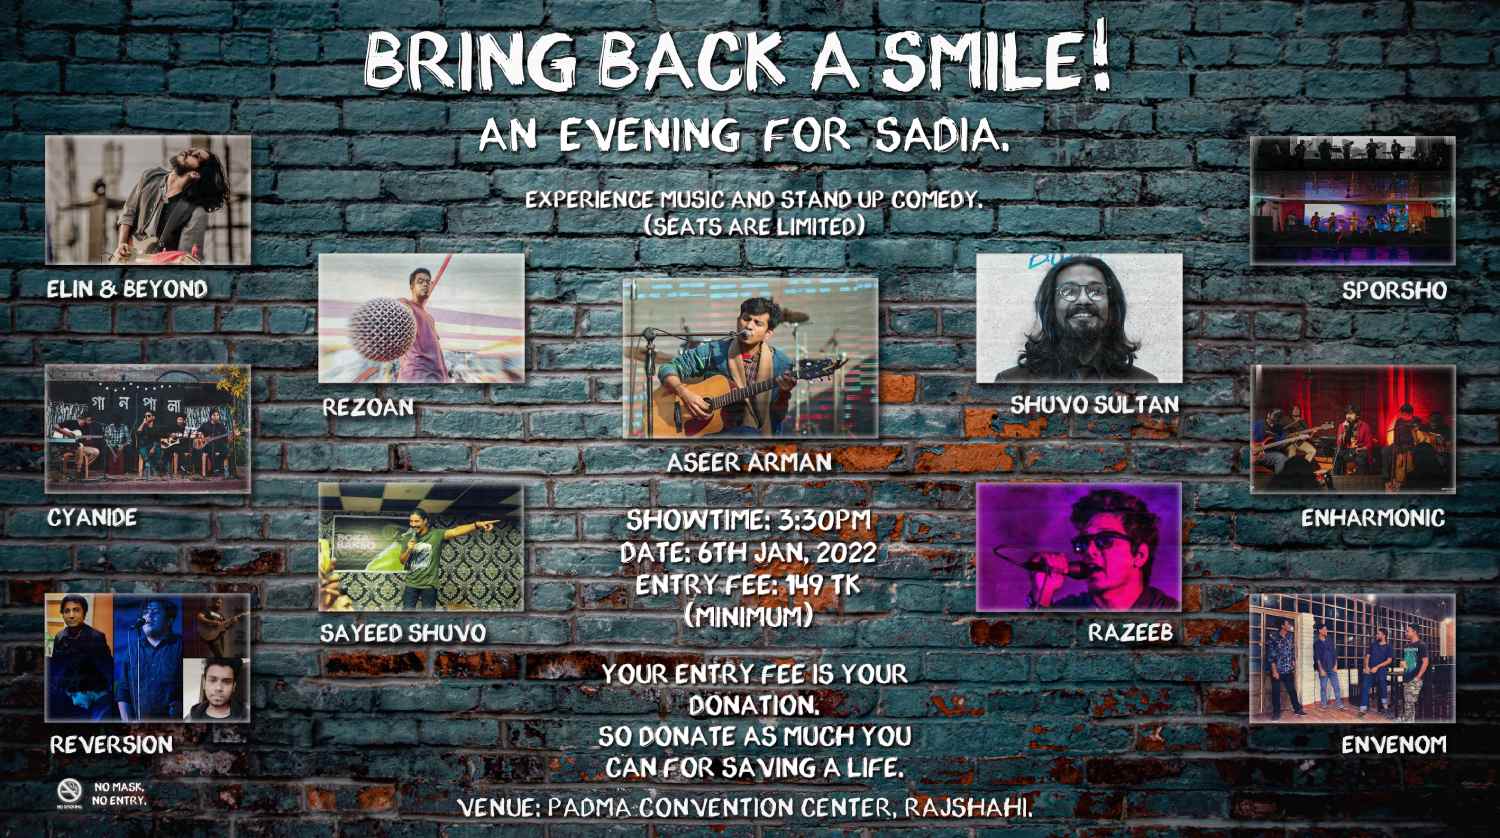 BRING BACK A SMILE!
AN EVENING FOR SADIA.
EXPERIENCE MUSIC AND STAND UP COMEDY.
(SEATS ARE LIMITED)
ELIN & BEYOND
SPORSHO
REZOAN
SHUVO SULTAN
ASEER ARMAN
গানপালা
CYANIDE
ENHARMONIC
SHOWTIME: 3:30PM
DATE: 6TH JAN, 2022
ENTRY FEE: 149 TK
(MINIMUM)
SAYEED SHUVO
RAZEEB
YOUR ENTRY FEE IS YOUR
DONATION.
SO DONATE AS MUCH YOU
CAN FOR SAVING A LIFE.
REVERSION
ENVENOM
NO SMOKING
NO MASK,
NO ENTRY.
VENUE: PADMA CONVENTION CENTER, RAJSHAHI.